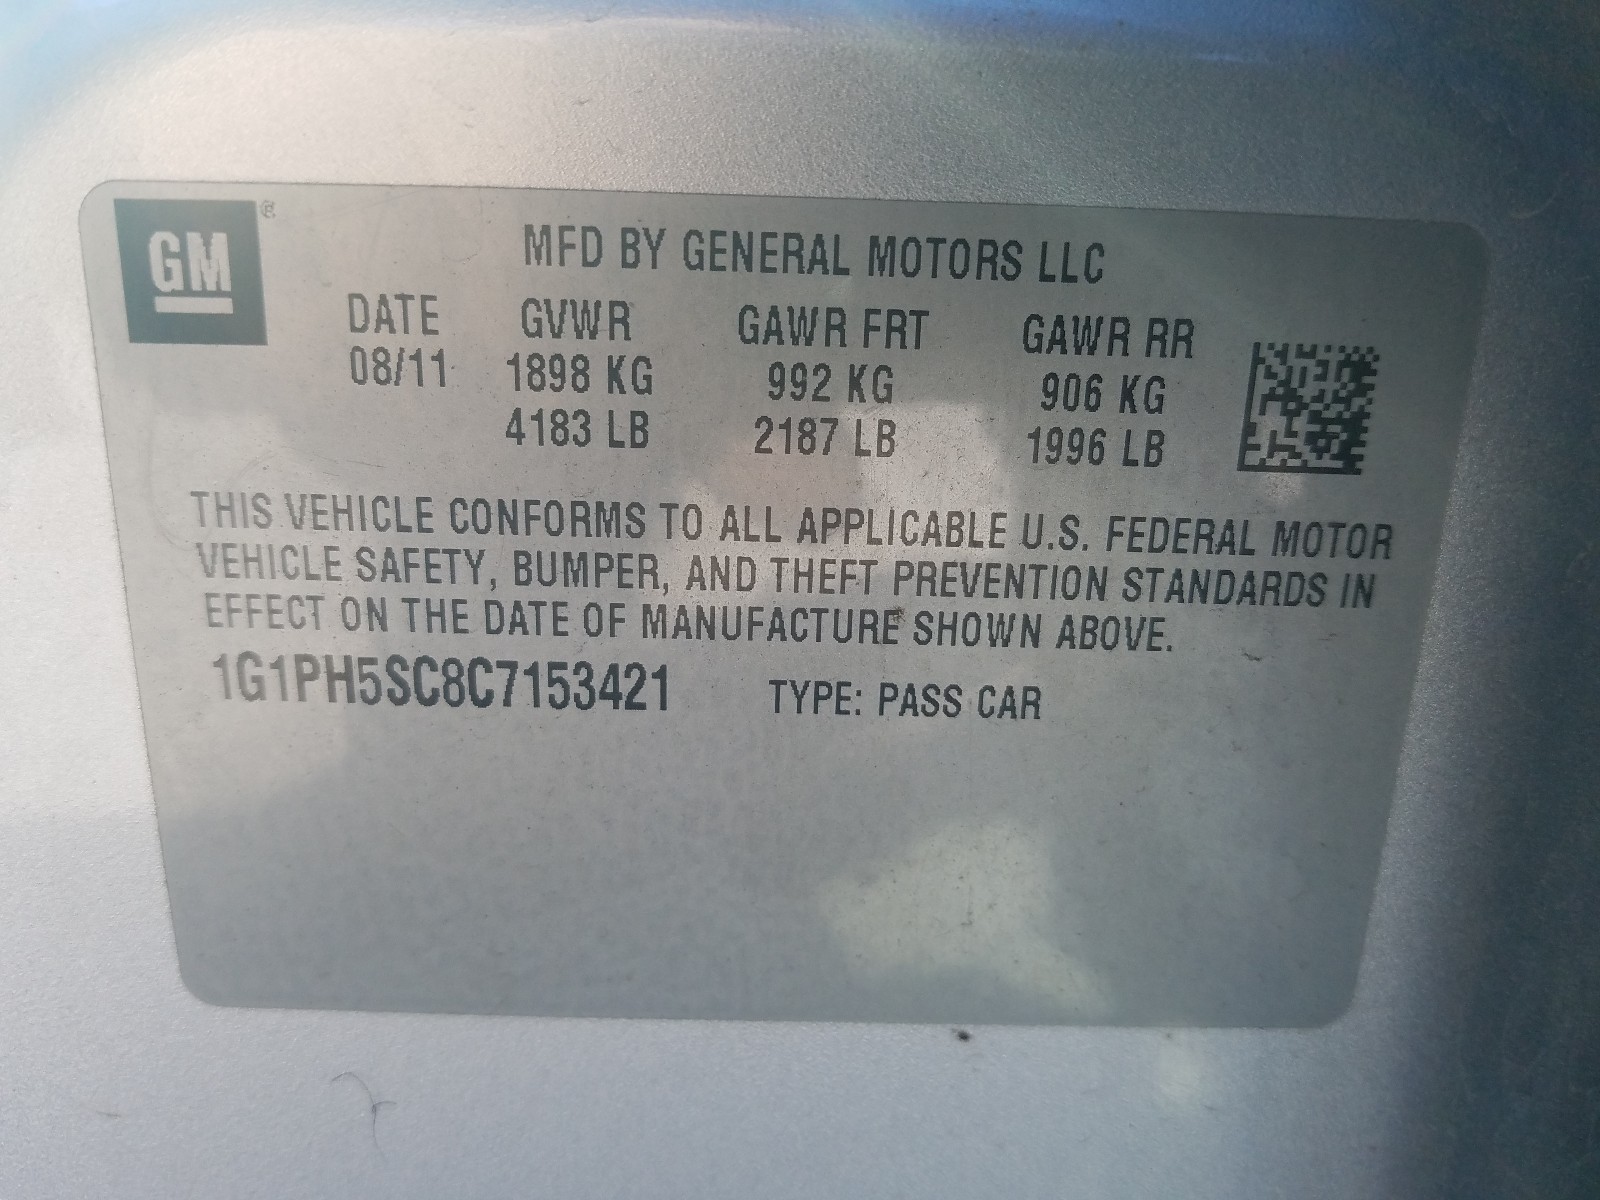 GM
MFD BY GENERAL MOTORS LLC
DATE GVWR GAWR FRT GAWR RR
08/11 1898 KG 992 KG 906 KG
4183 LB 2187 LB 1996 LB
THIS VEHICLE CONFORMS TO ALL APPLICABLE U.S. FEDERAL MOTOR
VEHICLE SAFETY, BUMPER, AND THEFT PREVENTION STANDARDS IN
EFFECT ON THE DATE OF MANUFACTURE SHOWN ABOVE.
1G1PH5SC8C7153421 TYPE: PASS CAR